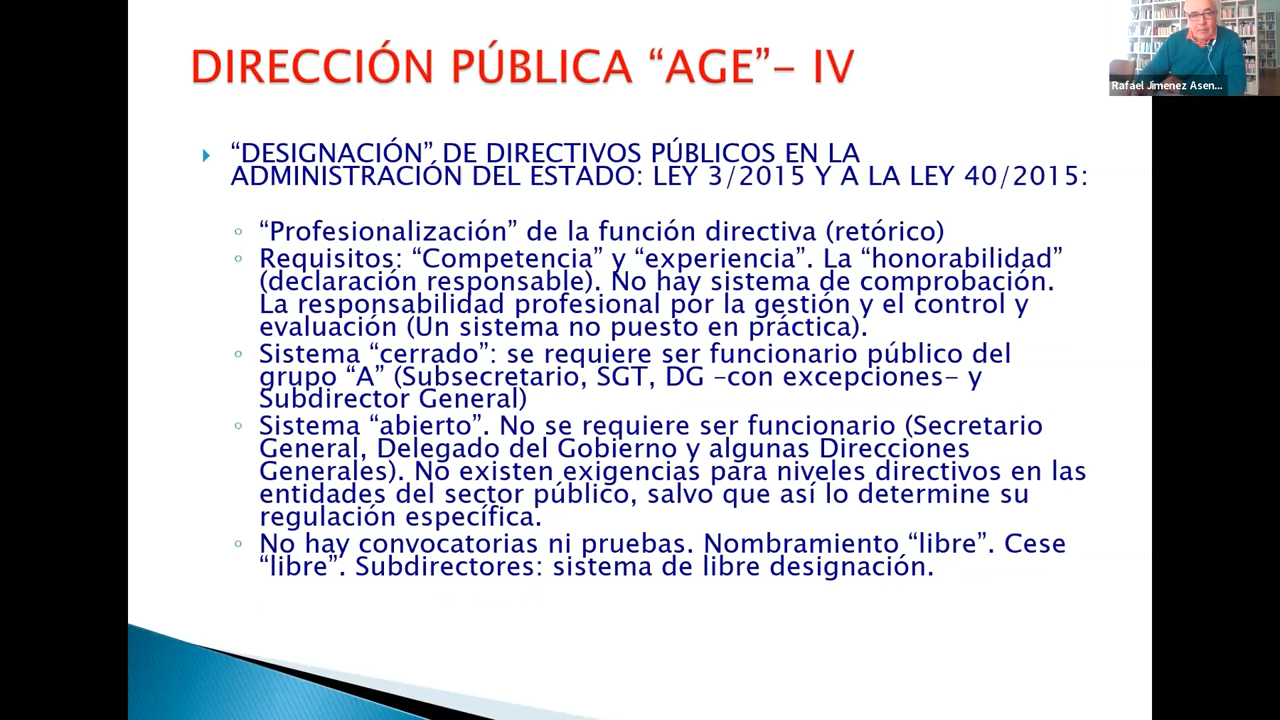 DIRECCIÓN PÚBLICA “AGE”- IV
Rafael Jimenez Asen...
“DESIGNACIÓN” DE DIRECTIVOS PÚBLICOS EN LA
ADMINISTRACIÓN DEL ESTADO: LEY 3/2015 Y A LA LEY 40/2015:
“Profesionalización” de la función directiva (retórico)
Requisitos: “Competencia” y “experiencia”. La “honorabilidad”
(declaración responsable). No hay sistema de comprobación.
La responsabilidad profesional por la gestión y el control y
evaluación (Un sistema no puesto en práctica).
Sistema “cerrado”: se requiere ser funcionario público del
grupo “A” (Subsecretario, SGT, DG –con excepciones- y
Subdirector General)
Sistema “abierto”. No se requiere ser funcionario (Secretario
General, Delegado del Gobierno y algunas Direcciones
Generales). No existen exigencias para niveles directivos en las
entidades del sector público, salvo que así lo determine su
regulación específica.
No hay convocatorias ni pruebas. Nombramiento “libre”. Cese
“libre”. Subdirectores: sistema de libre designación.